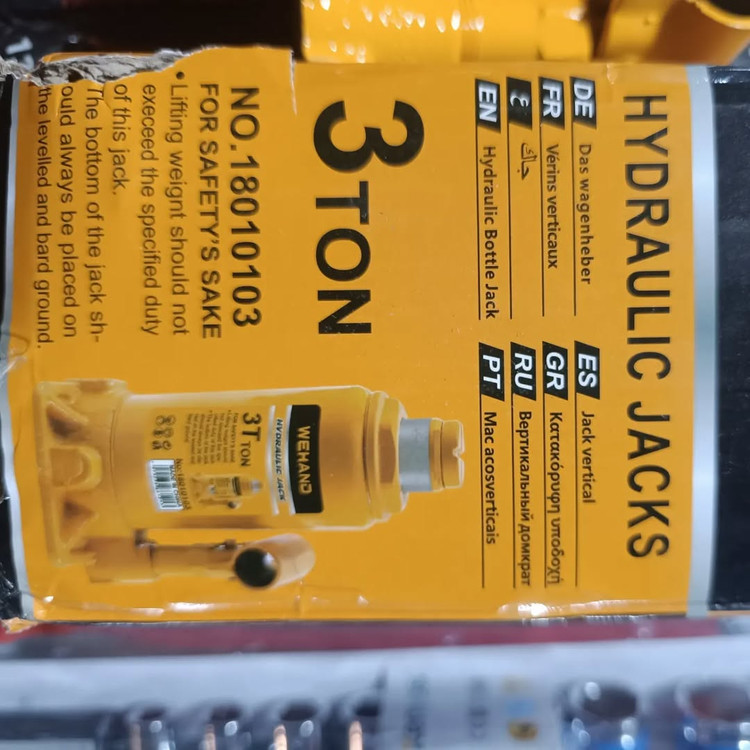 HYDRAULIC JACKS
DE Das wagenheber
FR Vérins verticaux
ع جاك
EN Hydraulic Bottle Jack
ES Jack vertical
GR Κατακόρυφη υποδοχή
RU Вертикальный домкрат
PT Mac acosverticais
3 TON
NO.18010103
FOR SAFETY'S SAKE
• Lifting weignt should not
execeed the specified duty
of this jack.
The bottom of the jack sh-
ould always be placed on
the levelled and bard ground.
WEHAND
HYDRAULIC JACK
3T TON